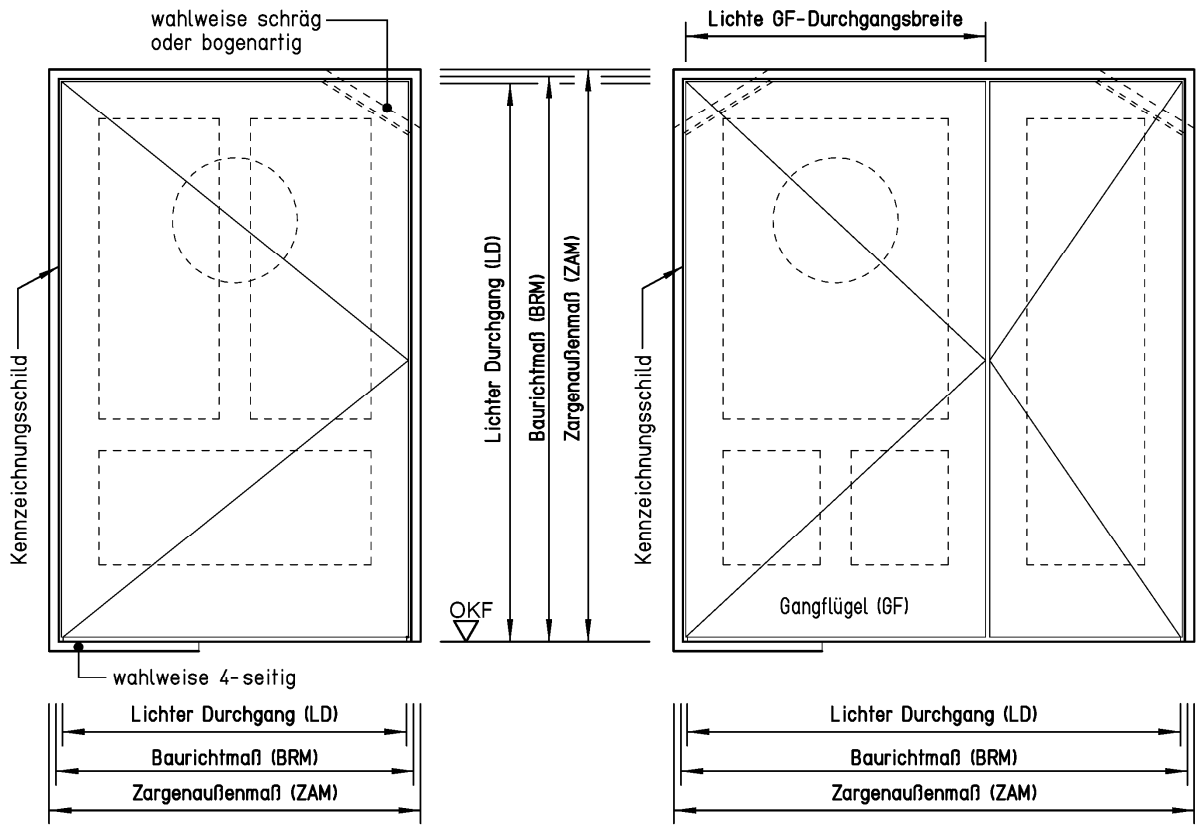 wahlweise schräg
oder bogenartig
Lichte GF-Durchgangsbreite
Kennzeichnungsschild
Lichter Durchgang (LD)
Baurichtmaß (BRM)
Zargenaußenmaß (ZAM)
Kennzeichnungsschild
Gangflügel (GF)
OKF
wahlweise 4-seitig
Lichter Durchgang (LD)
Baurichtmaß (BRM)
Zargenaußenmaß (ZAM)
Lichter Durchgang (LD)
Baurichtmaß (BRM)
Zargenaußenmaß (ZAM)